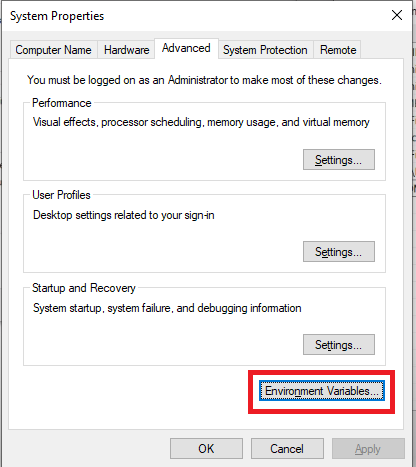 System Properties
Computer Name Hardware Advanced System Protection Remote
You must be logged on as an Administrator to make most of these changes.
Performance
Visual effects, processor scheduling, memory usage, and virtual memory
Settings...
User Profiles
Desktop settings related to your sign-in
Settings...
Startup and Recovery
System startup, system failure, and debugging information
Settings...
Environment Variables...
OK Cancel Apply